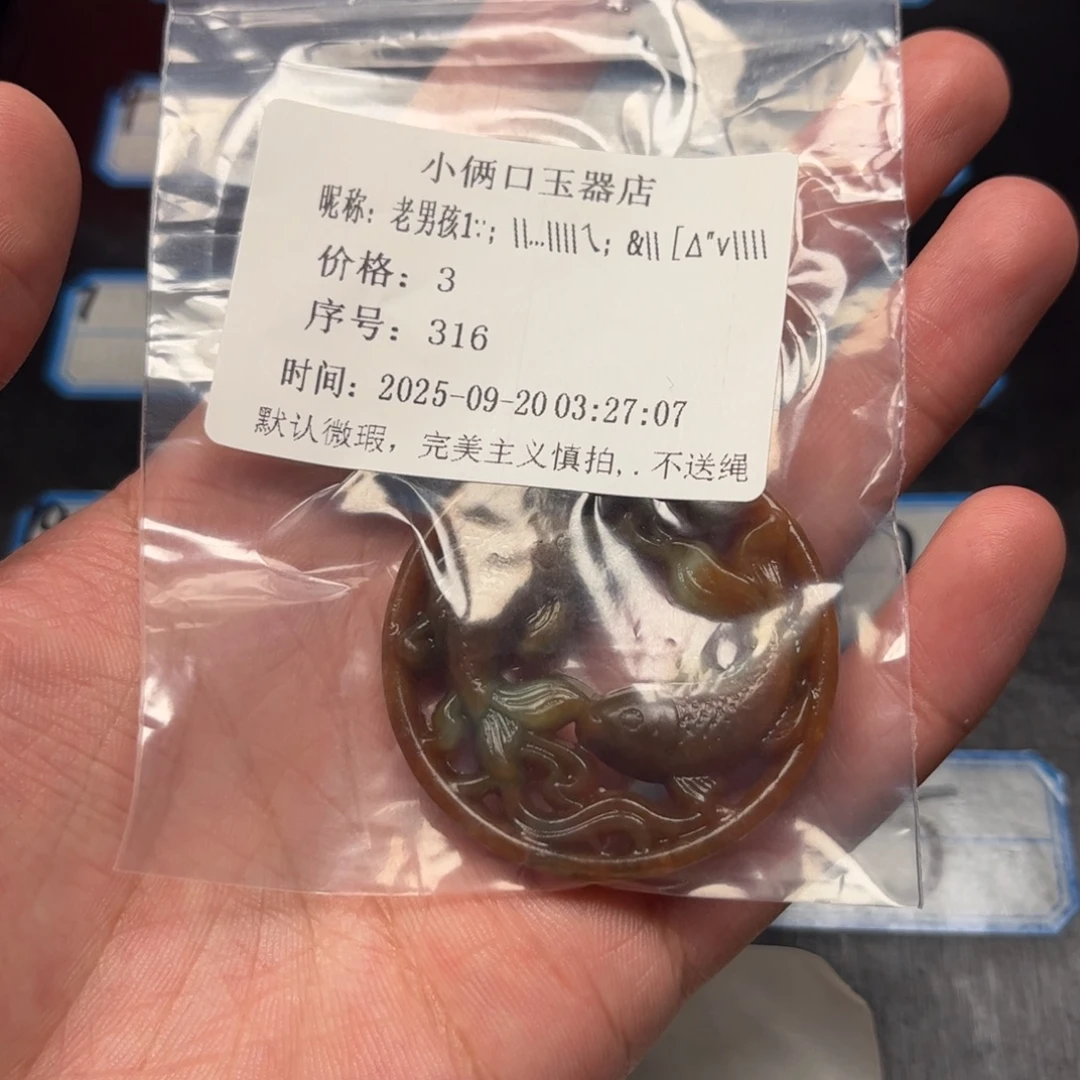 小俩口玉器店
昵称：老男孩1∵；||...||||乀；&|| [Δ″v||||
价格：3
序号：316
时间：2025-09-20 03:27:07
默认微瑕，完美主义慎拍,. 不送绳